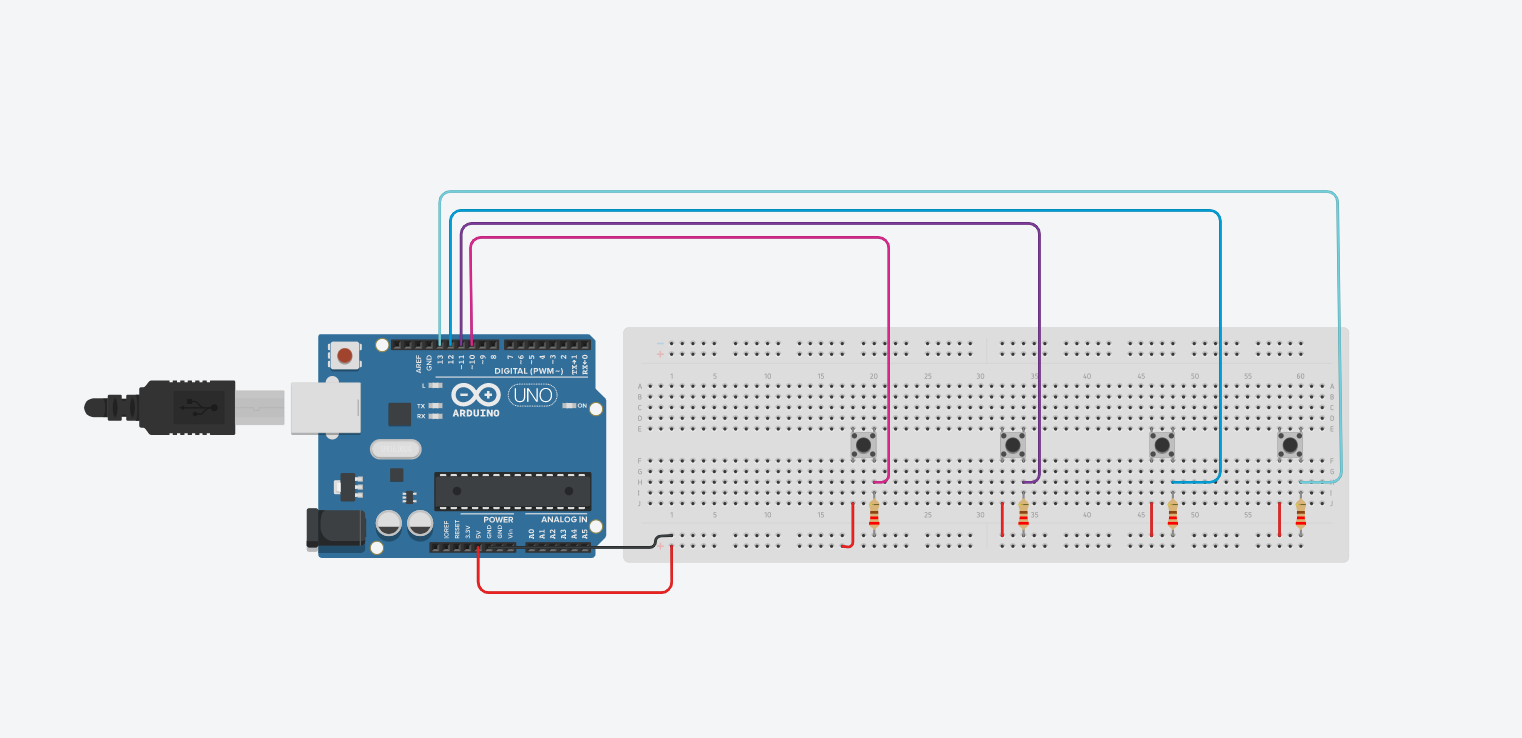 AREF
GND
13
12
~11
~10
~9
8
7
~6
~5
4
~3
2
TX→1
RX←0
DIGITAL (PWM~)
L
TX
RX
ARDUINO
UNO
ON
POWER
ANALOG IN
IOREF
RESET
3.3V
5V
GND
GND
Vin
A0
A1
A2
A3
A4
A5
- 
+
1 5 10 15 20 25 30 35 40 45 50 55 60
A A
B B
C C
D D
E E
F F
G G
H H
I I
J J
1 5 10 15 20 25 30 35 40 45 50 55 60